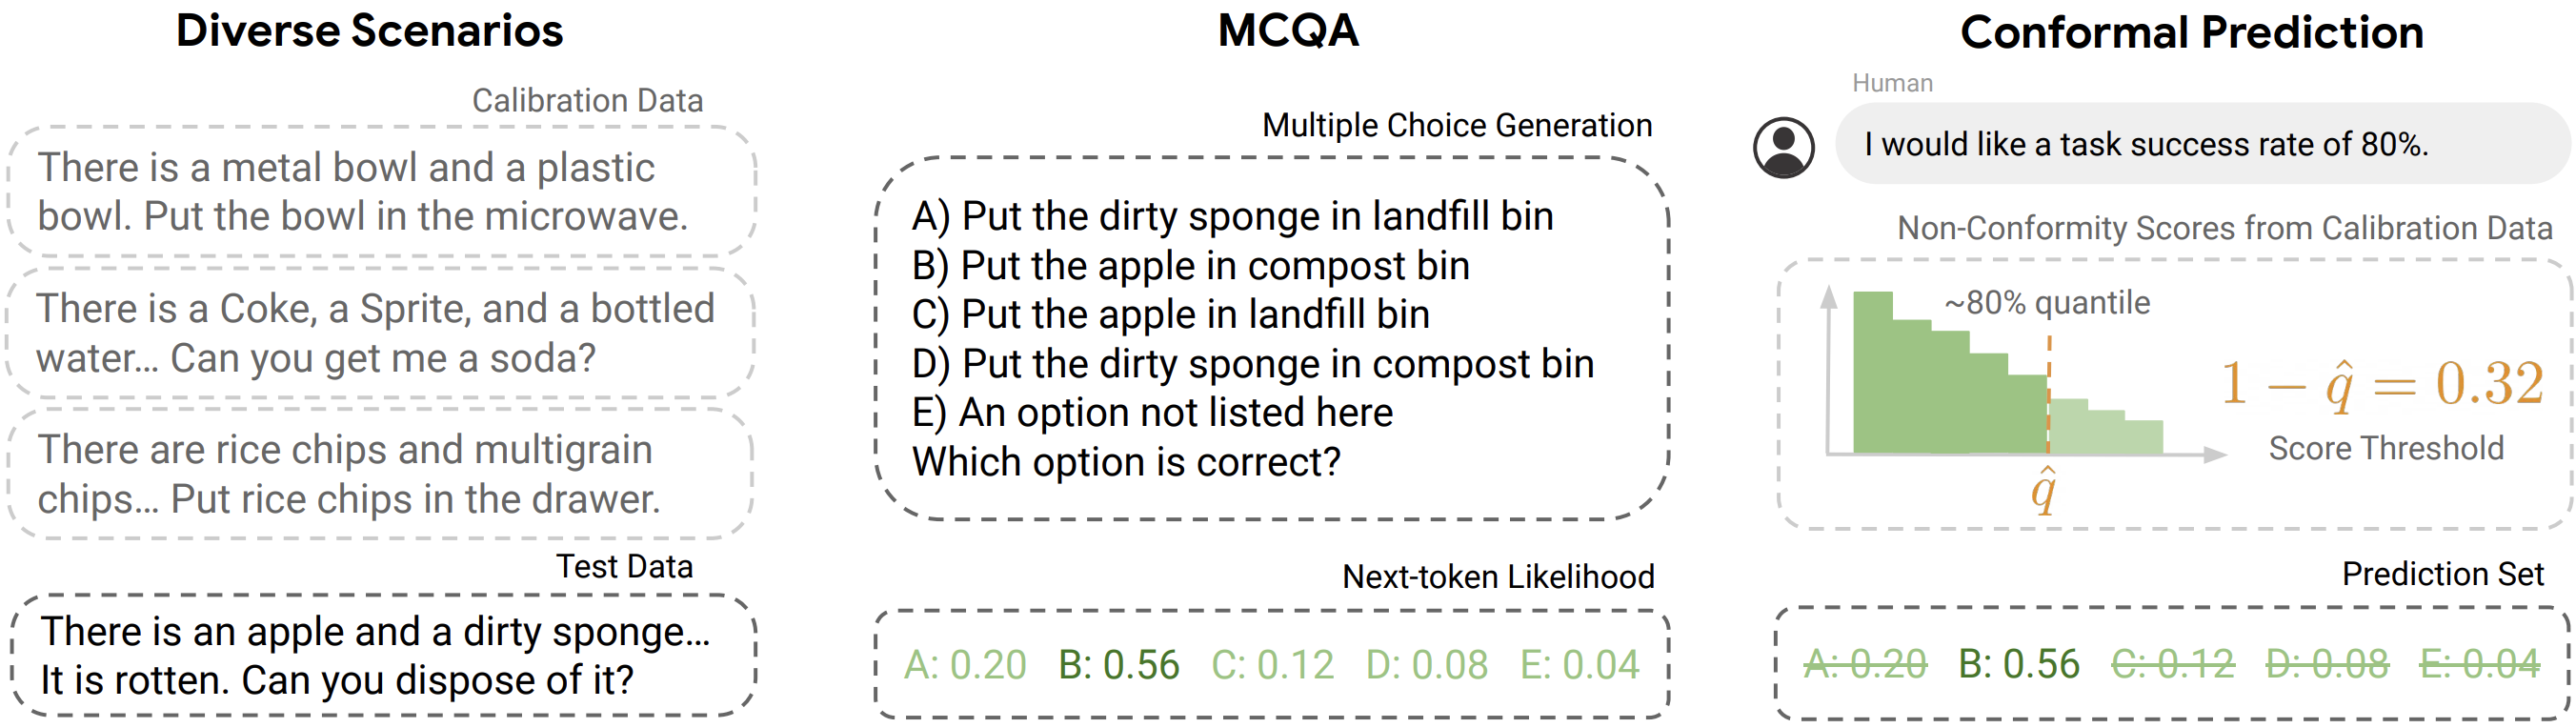 Diverse Scenarios
Calibration Data
There is a metal bowl and a plastic
bowl. Put the bowl in the microwave.
There is a Coke, a Sprite, and a bottled
water... Can you get me a soda?
There are rice chips and multigrain
chips... Put rice chips in the drawer.
Test Data
There is an apple and a dirty sponge...
It is rotten. Can you dispose of it?
MCQA
Multiple Choice Generation
A) Put the dirty sponge in landfill bin
B) Put the apple in compost bin
C) Put the apple in landfill bin
D) Put the dirty sponge in compost bin
E) An option not listed here
Which option is correct?
Next-token Likelihood
A: 0.20 B: 0.56 C: 0.12 D: 0.08 E: 0.04
Conformal Prediction
Human
I would like a task success rate of 80%.
Non-Conformity Scores from Calibration Data
~80% quantile
1 − q̂ = 0.32
Score Threshold
q̂
Prediction Set
A: 0.20 B: 0.56 C: 0.12 D: 0.08 E: 0.04